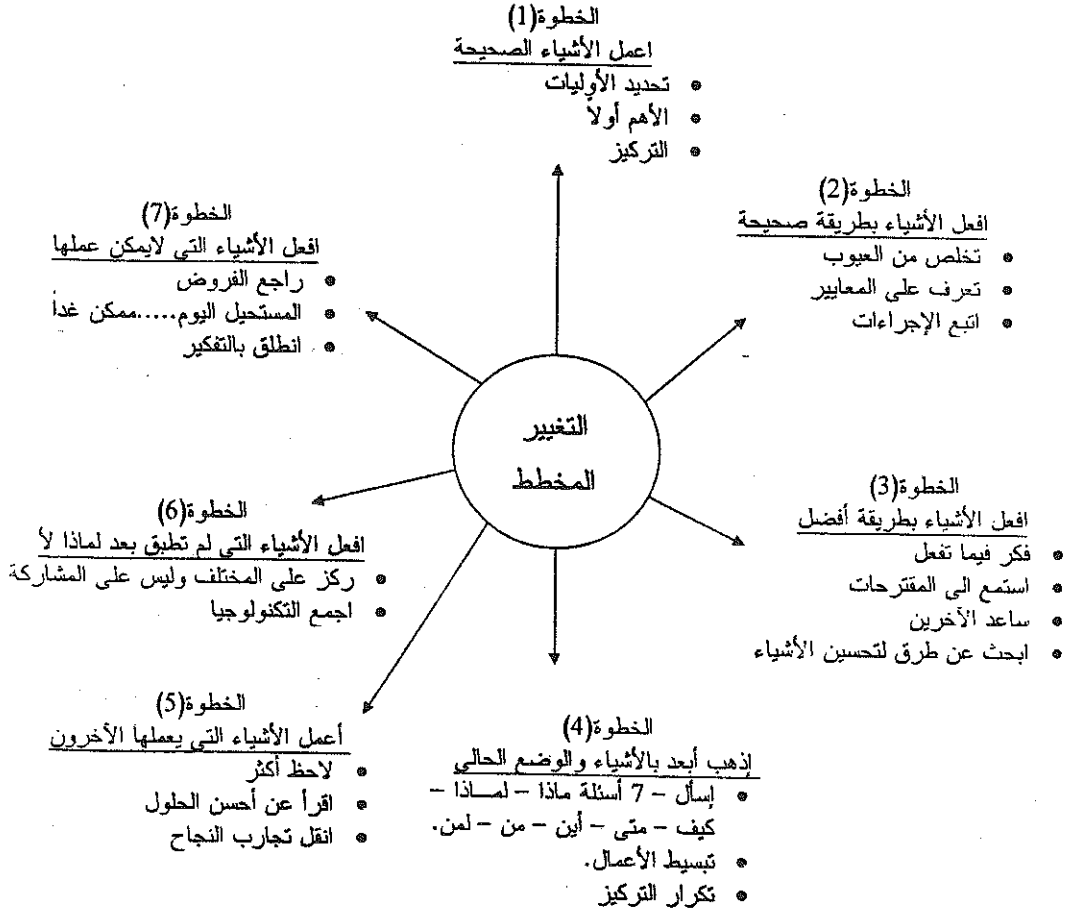 الخطوة(1)
اعمل الأشياء الصحيحة
• تحديد الأوليات
• الأهم أولاً
• التركيز
الخطوة(2)
افعل الأشياء بطريقة صحيحة
• تخلص من العيوب
• تعرف على المعايير
• اتبع الإجراءات
الخطوة(3)
افعل الأشياء بطريقة أفضل
• فكر فيما تفعل
• استمع الى المقترحات
• ساعد الآخرين
• ابحث عن طرق لتحسين الأشياء
الخطوة(4)
إذهب أبعد بالأشياء والوضع الحالي
• إسأل – 7 أسئلة ماذا – لمــاذا –
كيف – متى – أين – من – لمن.
• تبسيط الأعمال.
• تكرار التركيز
الخطوة(5)
أعمل الأشياء التي يعملها الآخرون
• لاحظ أكثر
• اقرأ عن أحسن الحلول
• انقل تجارب النجاح
الخطوة(6)
افعل الأشياء التي لم تطبق بعد لماذا لأ
• ركز على المختلف وليس على المشاركة
• اجمع التكنولوجيا
الخطوة(7)
افعل الأشياء التي لايمكن عملها
• راجع الفروض
• المستحيل اليوم.....ممكن غداً
• انطلق بالتفكير
التغيير
المخطط